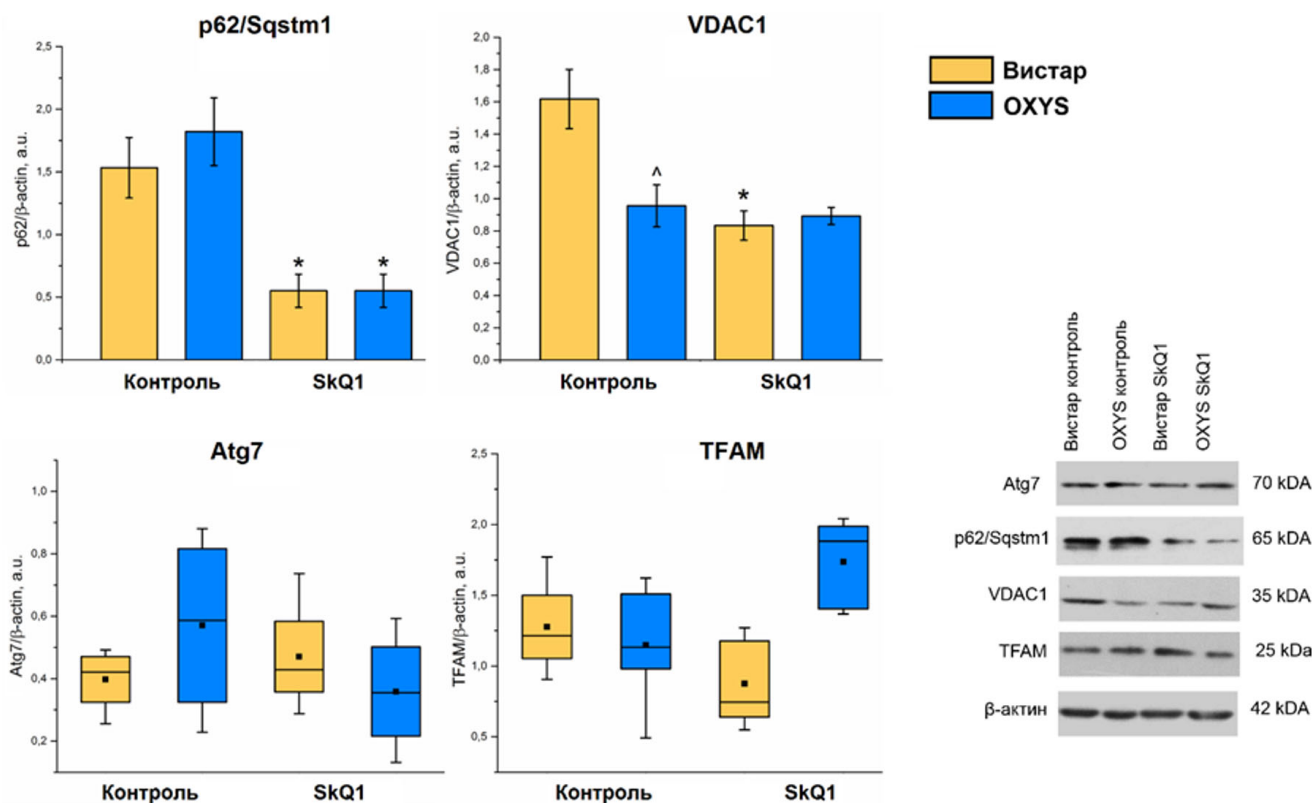 p62/Sqstm1
p62/β-actin, a.u.
2,5
2,0
1,5
1,0
0,5
0,0
* *
Контроль SkQ1
VDAC1
VDAC1/β-actin, a.u.
2,0
1,8
1,6
1,4
1,2
1,0
0,8
0,6
0,4
0,2
0,0
^ *
Контроль SkQ1
Вистар
OXYS
Atg7
Atg7/β-actin, a.u.
1,0
0,8
0,6
0,4
0,2
Контроль SkQ1
TFAM
TFAM/β-actin, a.u.
2,5
2,0
1,5
1,0
0,5
Контроль SkQ1
Вистар контроль
OXYS контроль
Вистар SkQ1
OXYS SkQ1
Atg7 70 kDA
p62/Sqstm1 65 kDA
VDAC1 35 kDA
TFAM 25 kDa
β-актин 42 kDA